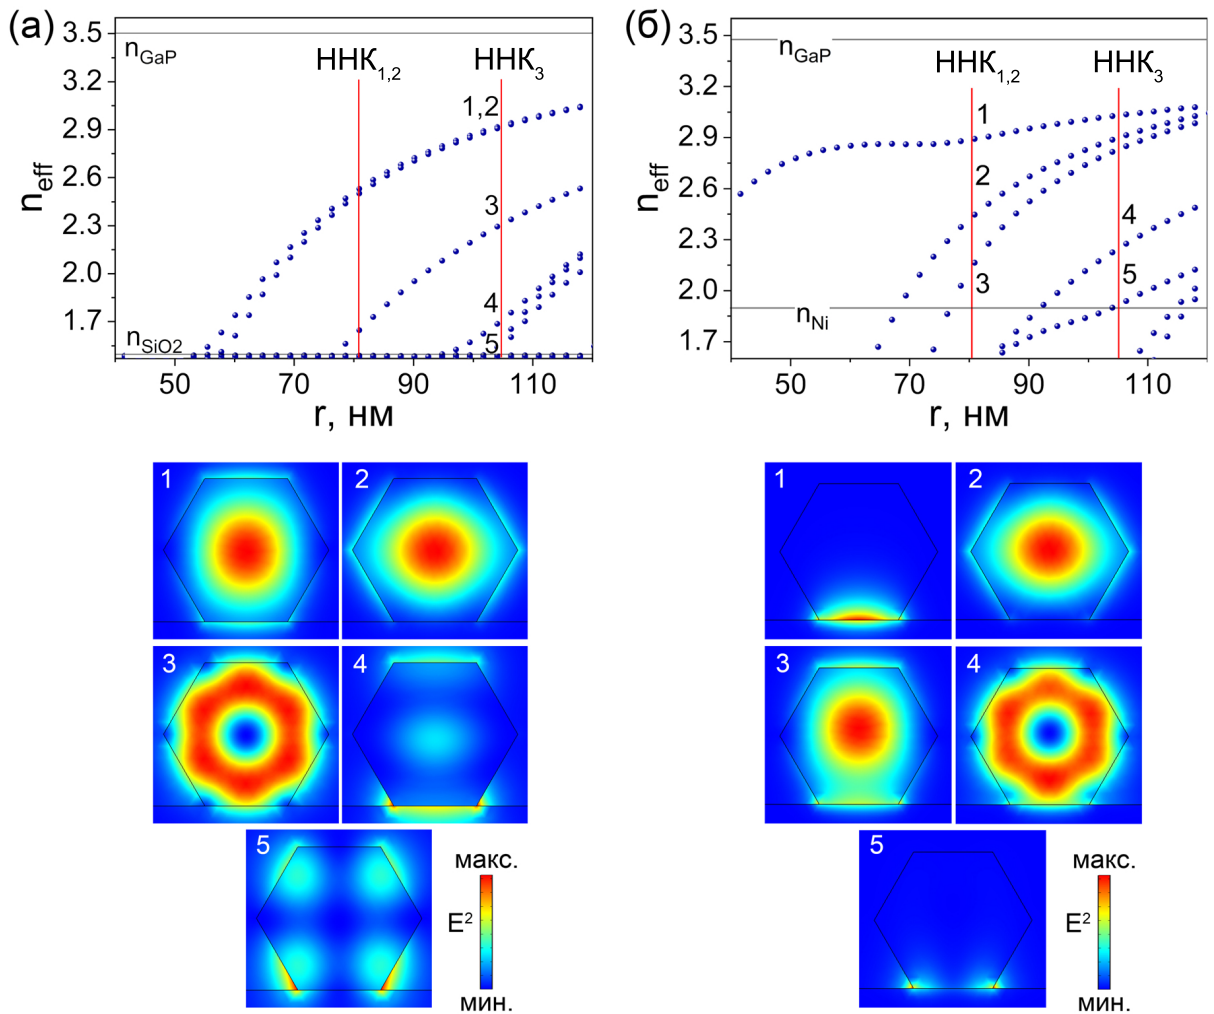 (а)
n_eff
3.5
3.2
2.9
2.6
2.3
2.0
1.7
n_GaP
ННК_1,2
ННК_3
1,2
3
4
5
n_SiO2
50
70
90
110
r, нм
(б)
n_eff
3.5
3.2
2.9
2.6
2.3
2.0
1.7
n_GaP
ННК_1,2
ННК_3
1
2
3
4
5
n_Ni
50
70
90
110
r, нм
1
2
3
4
5
макс.
E²
мин.
1
2
3
4
5
макс.
E²
мин.